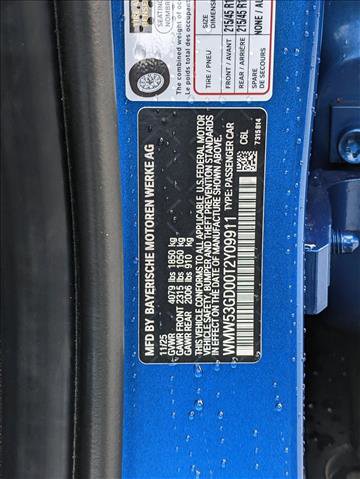 MFD BY BAYERISCHE MOTOREN WERKE AG
11/25
GVWR 4079 lbs 1850 kg
GAWR FRONT 2315 lbs 1050 kg
GAWR REAR 2006 lbs 910 kg
THIS VEHICLE CONFORMS TO ALL APPLICABLE U.S. FEDERAL MOTOR
VEHICLE SAFETY, BUMPER AND THEFT PREVENTION STANDARDS
IN EFFECT ON THE DATE OF MANUFACTURE SHOWN ABOVE.
WMW53GD00T2Y09911 TYPE: PASSENGER CAR
CBL
7315814
SEATING
The combined weight of
Le poids total des occupant
TIRE / PNEU
SIZE
DIMENS
FRONT / AVANT
215/45 R1
REAR / ARRIÈRE
215/45 R1
SPARE
DE SECOURS
NONE / AU